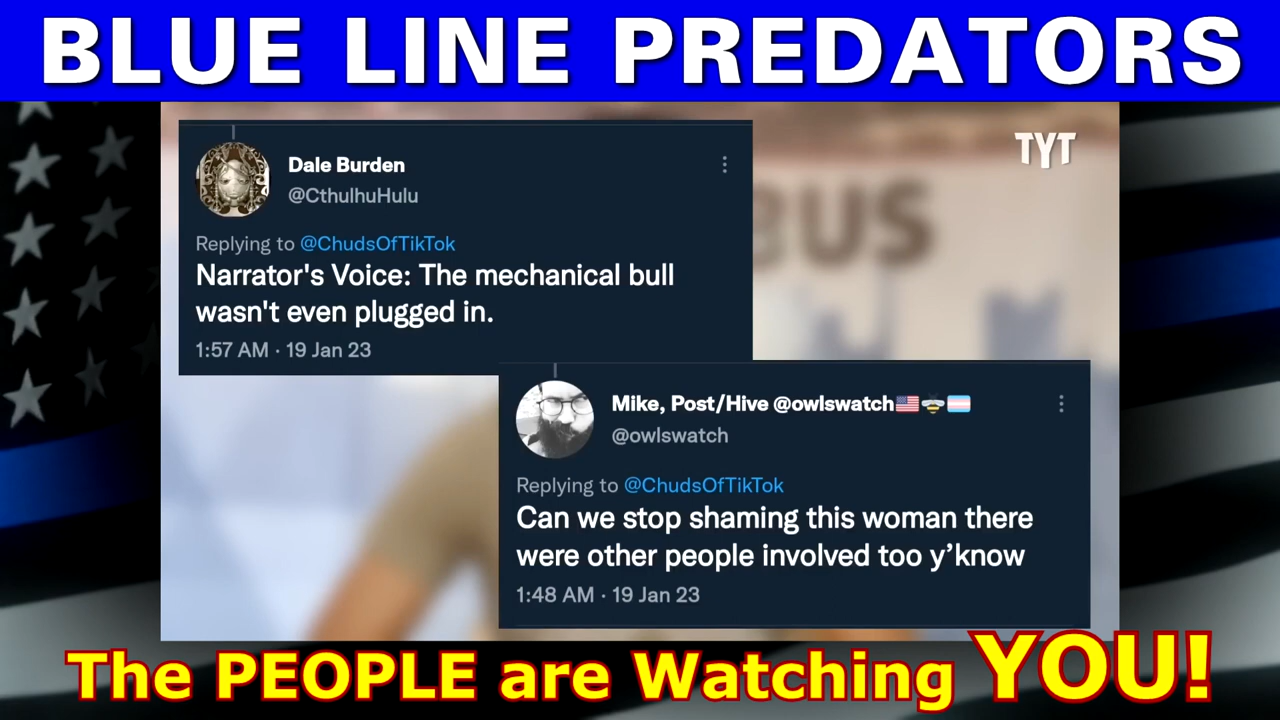 BLUE LINE PREDATORS
TYT
Dale Burden
@CthulhuHulu
Replying to @ChudsOfTikTok
Narrator's Voice: The mechanical bull
wasn't even plugged in.
1:57 AM · 19 Jan 23
BUS
Mike, Post/Hive @owlswatch🇺🇸🐝🏳️‍⚧️
@owlswatch
Replying to @ChudsOfTikTok
Can we stop shaming this woman there
were other people involved too y’know
1:48 AM · 19 Jan 23
The PEOPLE are Watching YOU!